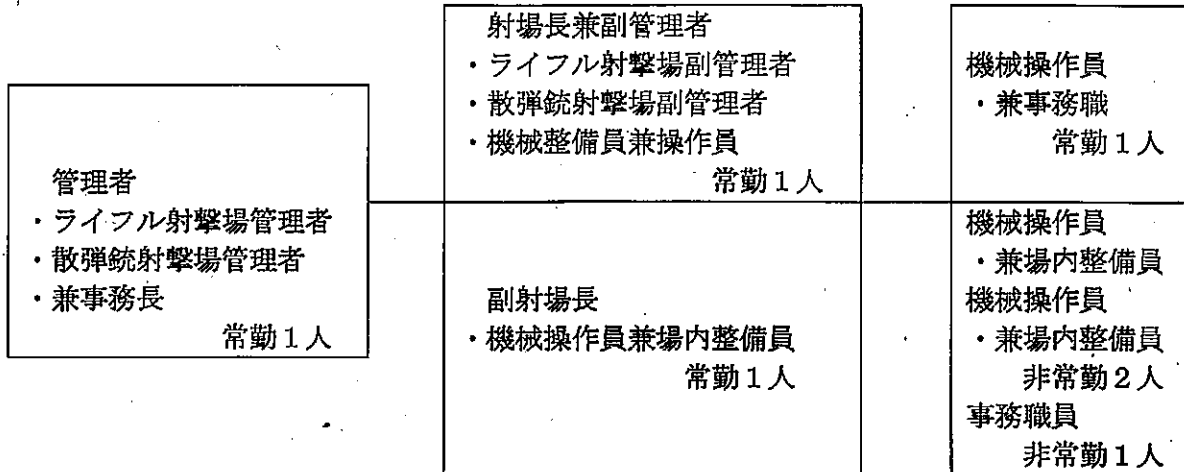 管理者
・ライフル射撃場管理者
・散弾銃射撃場管理者
・兼事務長
常勤1人
射場長兼副管理者
・ライフル射撃場副管理者
・散弾銃射撃場副管理者
・機械整備員兼操作員
常勤1人
副射場長
・機械操作員兼場内整備員
常勤1人
機械操作員
・兼事務職
常勤1人
機械操作員
・兼場内整備員
機械操作員
・兼場内整備員
非常勤2人
事務職員
非常勤1人